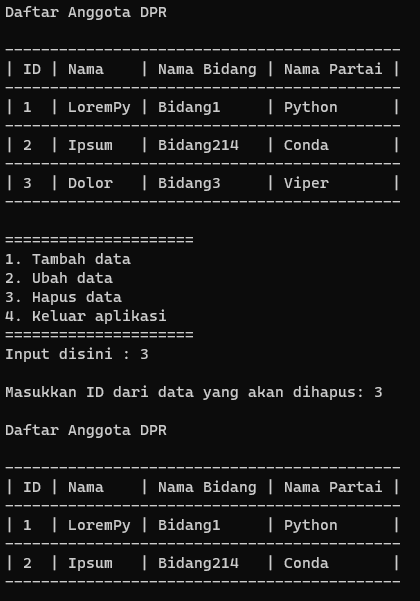 Daftar Anggota DPR
--------------------------------------------
| ID | Nama    | Nama Bidang | Nama Partai |
--------------------------------------------
| 1  | LoremPy | Bidang1     | Python      |
--------------------------------------------
| 2  | Ipsum   | Bidang214   | Conda       |
--------------------------------------------
| 3  | Dolor   | Bidang3     | Viper       |
--------------------------------------------
=====================
1. Tambah data
2. Ubah data
3. Hapus data
4. Keluar aplikasi
=====================
Input disini : 3
Masukkan ID dari data yang akan dihapus: 3
Daftar Anggota DPR
--------------------------------------------
| ID | Nama    | Nama Bidang | Nama Partai |
--------------------------------------------
| 1  | LoremPy | Bidang1     | Python      |
--------------------------------------------
| 2  | Ipsum   | Bidang214   | Conda       |
--------------------------------------------